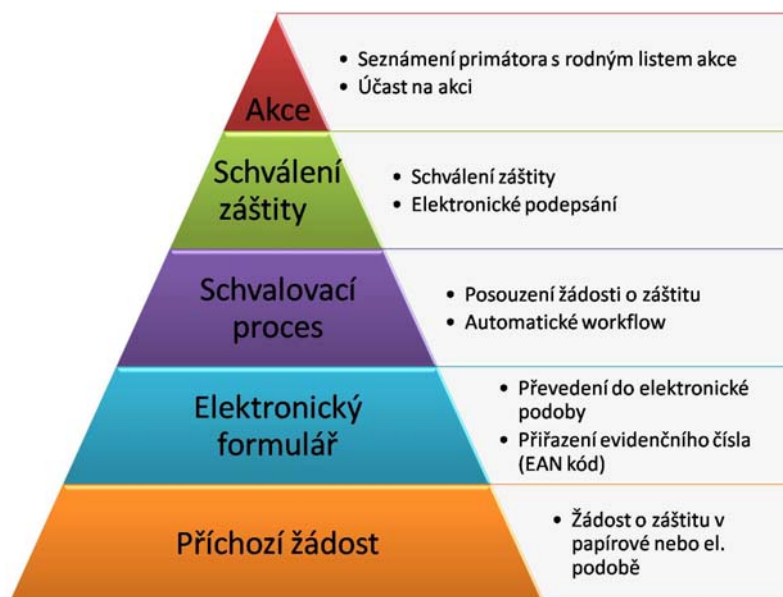 Akce
• Seznámení primátora s rodným listem akce
• Účast na akci
Schválení
záštity
• Schválení záštity
• Elektronické podepsání
Schvalovací
proces
• Posouzení žádosti o záštitu
• Automatické workflow
Elektronický
formulář
• Převedení do elektronické
podoby
• Přiřazení evidenčního čísla
(EAN kód)
Příchozí žádost
• Žádost o záštitu v
papírové nebo el.
podobě